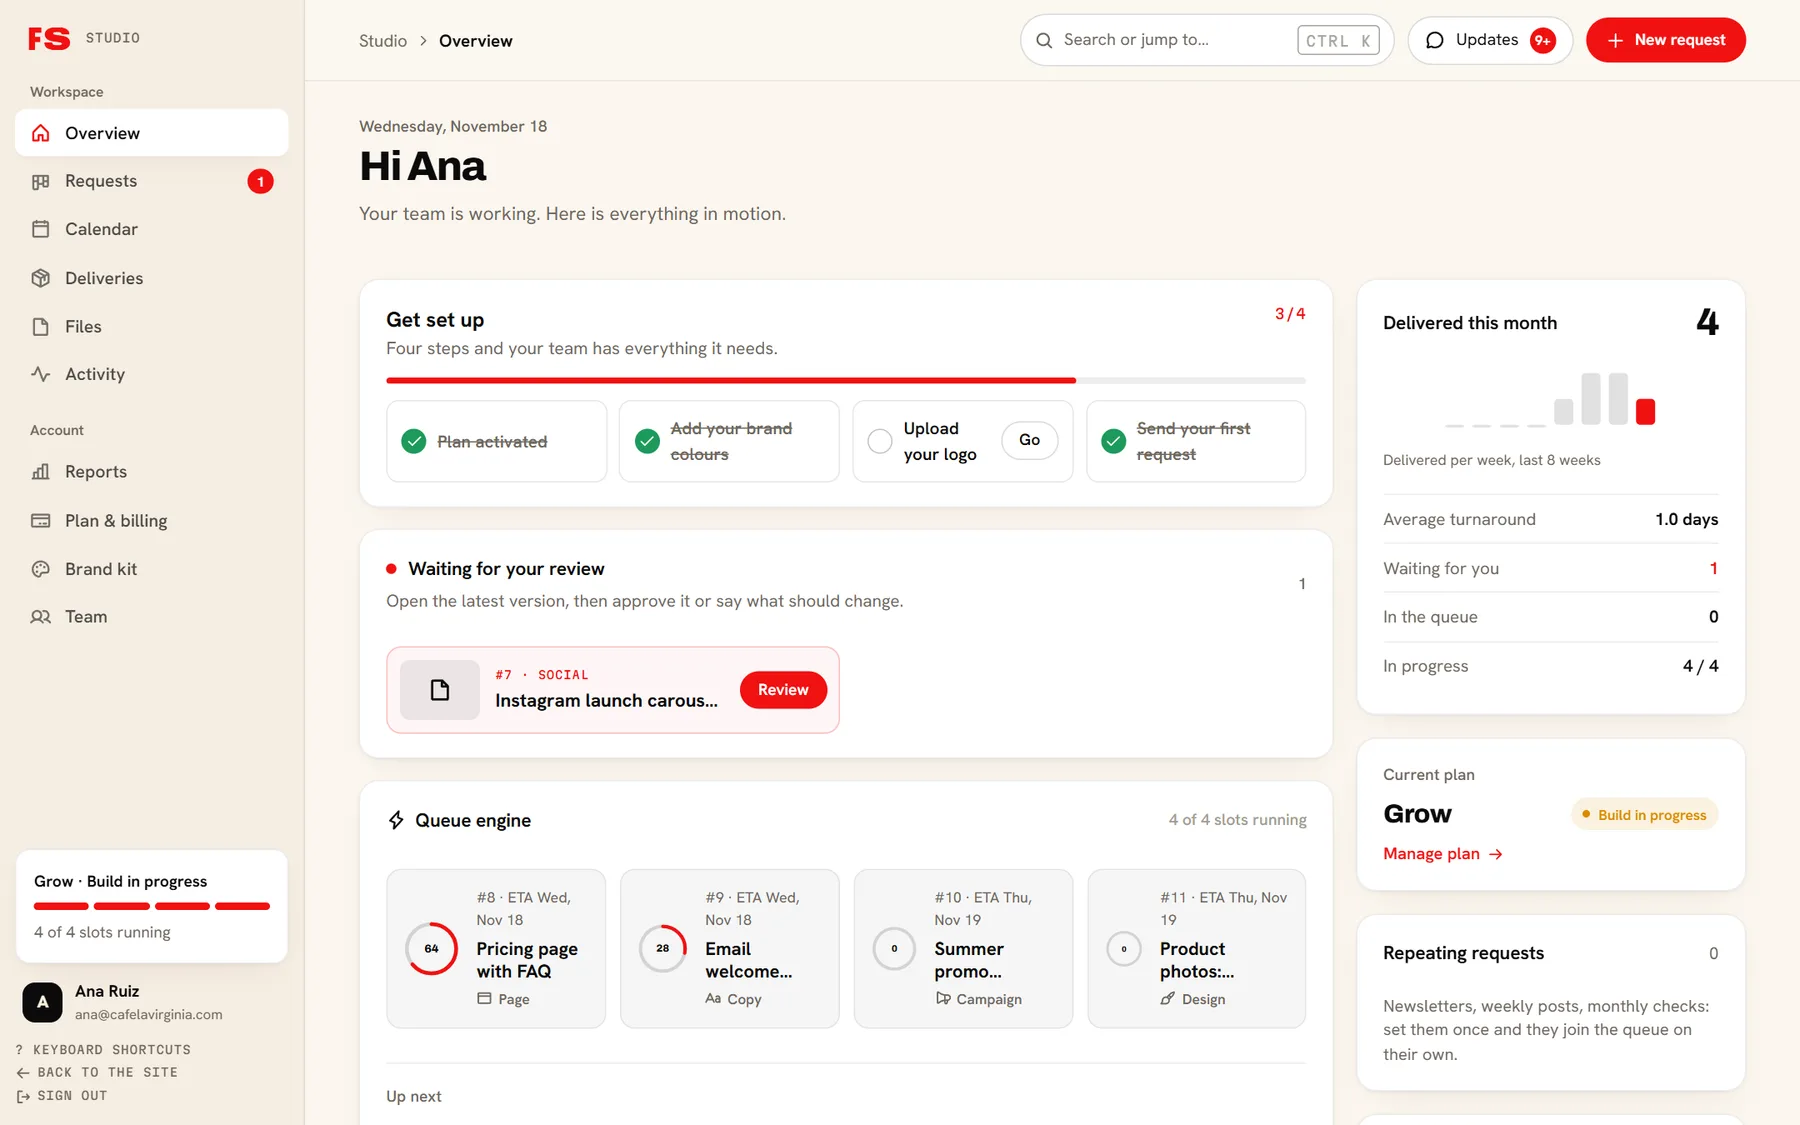 FS STUDIO
Workspace
Overview
Requests 1
Calendar
Deliveries
Files
Activity
Account
Reports
Plan & billing
Brand kit
Team
Grow · Build in progress
4 of 4 slots running
A
Ana Ruiz
ana@cafelavirginia.com
? KEYBOARD SHORTCUTS
← BACK TO THE SITE
SIGN OUT
Studio > Overview
Search or jump to... CTRL K
Updates 9+
+ New request
Wednesday, November 18
Hi Ana
Your team is working. Here is everything in motion.
Get set up
3/4
Four steps and your team has everything it needs.
Plan activated
Add your brand
colours
Upload
your logo
Go
Send your first
request
Waiting for your review
1
Open the latest version, then approve it or say what should change.
#7 · SOCIAL
Instagram launch carous...
Review
Queue engine
4 of 4 slots running
64
#8 · ETA Wed,
Nov 18
Pricing page
with FAQ
Page
28
#9 · ETA Wed,
Nov 18
Email
welcome...
Aa Copy
0
#10 · ETA Thu,
Nov 19
Summer
promo...
Campaign
0
#11 · ETA Thu, Nov
19
Product
photos:...
Design
Up next
Delivered this month 4
Delivered per week, last 8 weeks
Average turnaround 1.0 days
Waiting for you 1
In the queue 0
In progress 4 / 4
Current plan
Grow
Build in progress
Manage plan →
Repeating requests 0
Newsletters, weekly posts, monthly checks:
set them once and they join the queue on
their own.